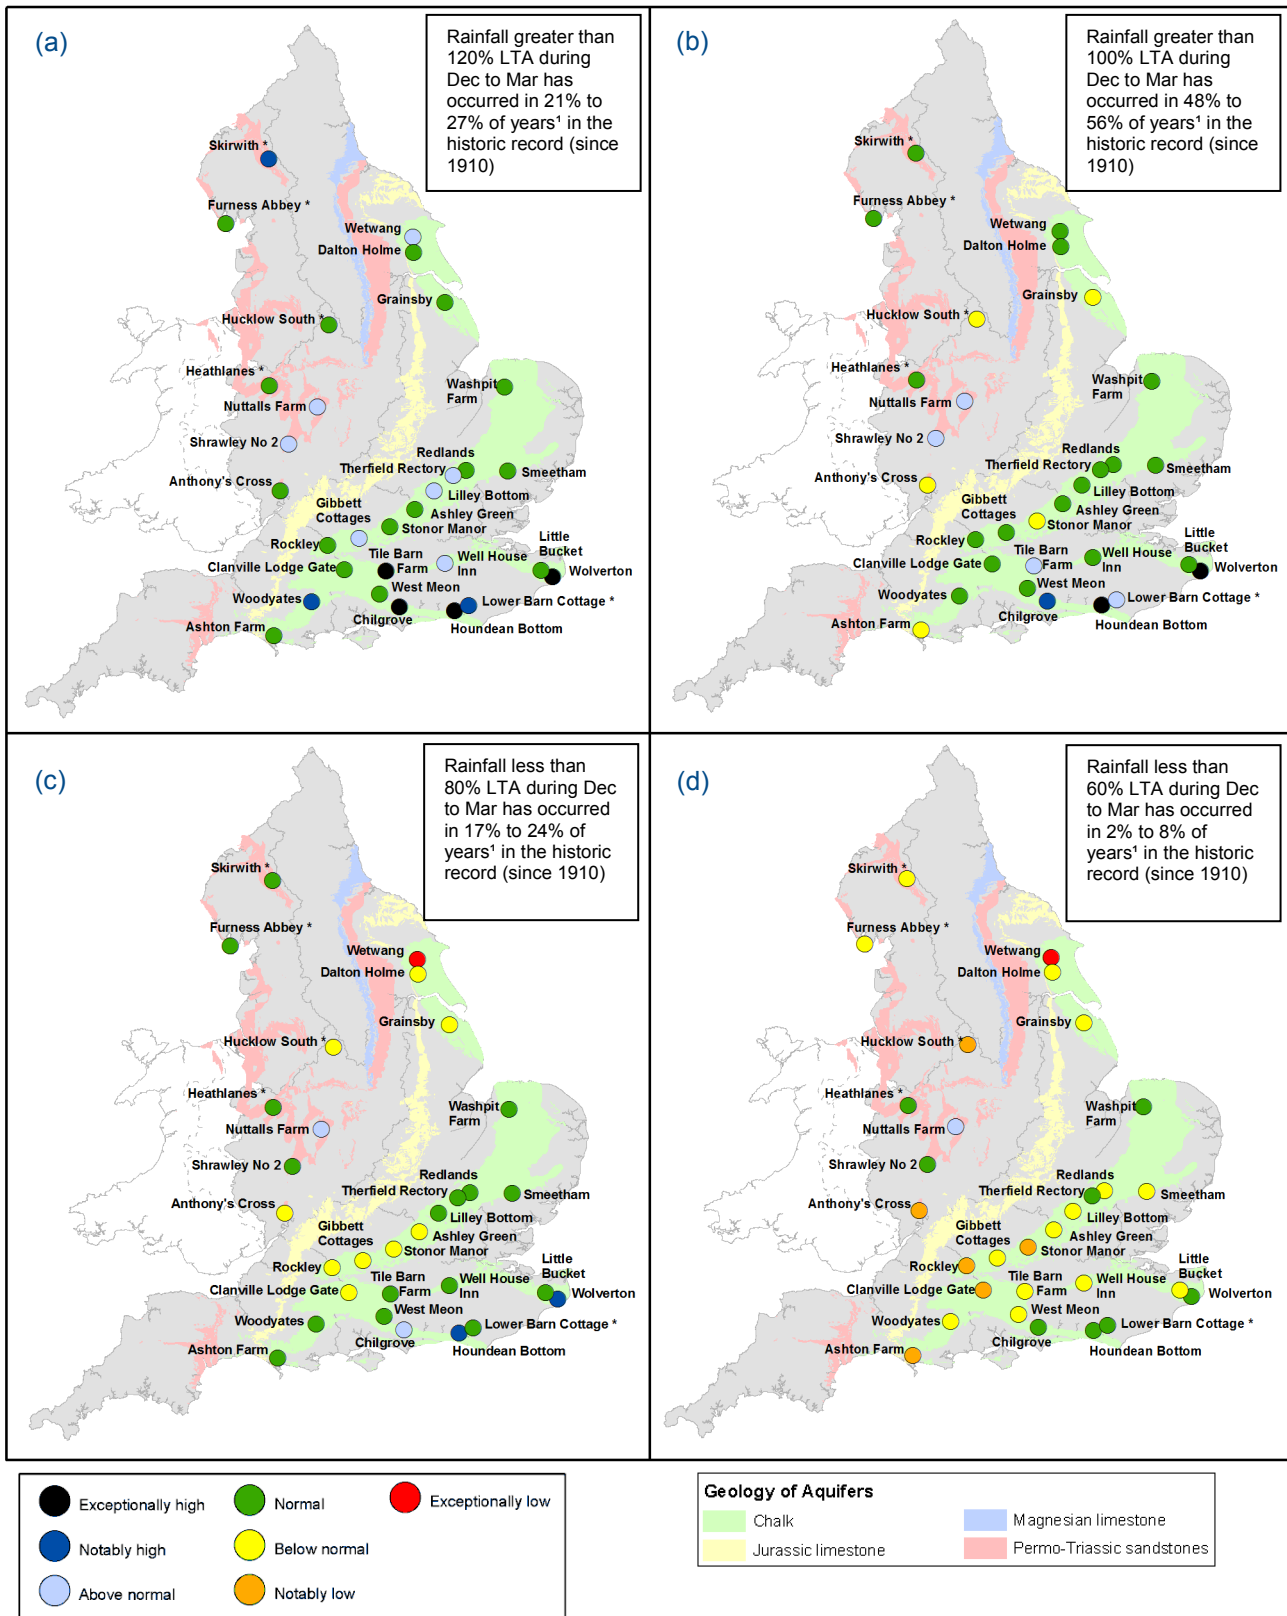 (a)
Rainfall greater than
120% LTA during
Dec to Mar has
occurred in 21% to
27% of years¹ in the
historic record (since
1910)
Skirwith *
Furness Abbey *
Wetwang
Dalton Holme
Grainsby
Hucklow South *
Heathlanes *
Washpit
Farm
Nuttalls Farm
Shrawley No 2
Redlands
Therfield Rectory
Smeetham
Anthony's Cross
Lilley Bottom
Gibbett
Cottages
Ashley Green
Stonor Manor
Rockley
Little
Bucket
Tile Barn
Farm
Well House
Inn
Clanville Lodge Gate
Wolverton
West Meon
Woodyates
Lower Barn Cottage *
Chilgrove
Ashton Farm
Houndean Bottom
(b)
Rainfall greater than
100% LTA during
Dec to Mar has
occurred in 48% to
56% of years¹ in the
historic record (since
1910)
Skirwith *
Furness Abbey *
Wetwang
Dalton Holme
Grainsby
Hucklow South *
Heathlanes *
Washpit
Farm
Nuttalls Farm
Shrawley No 2
Redlands
Therfield Rectory
Smeetham
Anthony's Cross
Lilley Bottom
Gibbett
Cottages
Ashley Green
Stonor Manor
Rockley
Little
Bucket
Tile Barn
Farm
Well House
Inn
Clanville Lodge Gate
Wolverton
West Meon
Woodyates
Lower Barn Cottage *
Chilgrove
Ashton Farm
Houndean Bottom
(c)
Rainfall less than
80% LTA during Dec
to Mar has occurred
in 17% to 24% of
years¹ in the historic
record (since 1910)
Skirwith *
Furness Abbey *
Wetwang
Dalton Holme
Grainsby
Hucklow South *
Heathlanes *
Washpit
Farm
Nuttalls Farm
Shrawley No 2
Redlands
Therfield Rectory
Smeetham
Anthony's Cross
Lilley Bottom
Gibbett
Cottages
Ashley Green
Stonor Manor
Rockley
Little
Bucket
Tile Barn
Farm
Well House
Inn
Clanville Lodge Gate
Wolverton
West Meon
Woodyates
Lower Barn Cottage *
Chilgrove
Ashton Farm
Houndean Bottom
(d)
Rainfall less than
60% LTA during Dec
to Mar has occurred
in 2% to 8% of
years¹ in the historic
record (since 1910)
Skirwith *
Furness Abbey *
Wetwang
Dalton Holme
Grainsby
Hucklow South *
Heathlanes *
Washpit
Farm
Nuttalls Farm
Shrawley No 2
Redlands
Therfield Rectory
Smeetham
Anthony's Cross
Lilley Bottom
Gibbett
Cottages
Ashley Green
Stonor Manor
Rockley
Little
Bucket
Tile Barn
Farm
Well House
Inn
Clanville Lodge Gate
Wolverton
West Meon
Woodyates
Lower Barn Cottage *
Chilgrove
Ashton Farm
Houndean Bottom
Exceptionally high
Normal
Exceptionally low
Notably high
Below normal
Above normal
Notably low
Geology of Aquifers
Chalk
Magnesian limestone
Jurassic limestone
Permo-Triassic sandstones